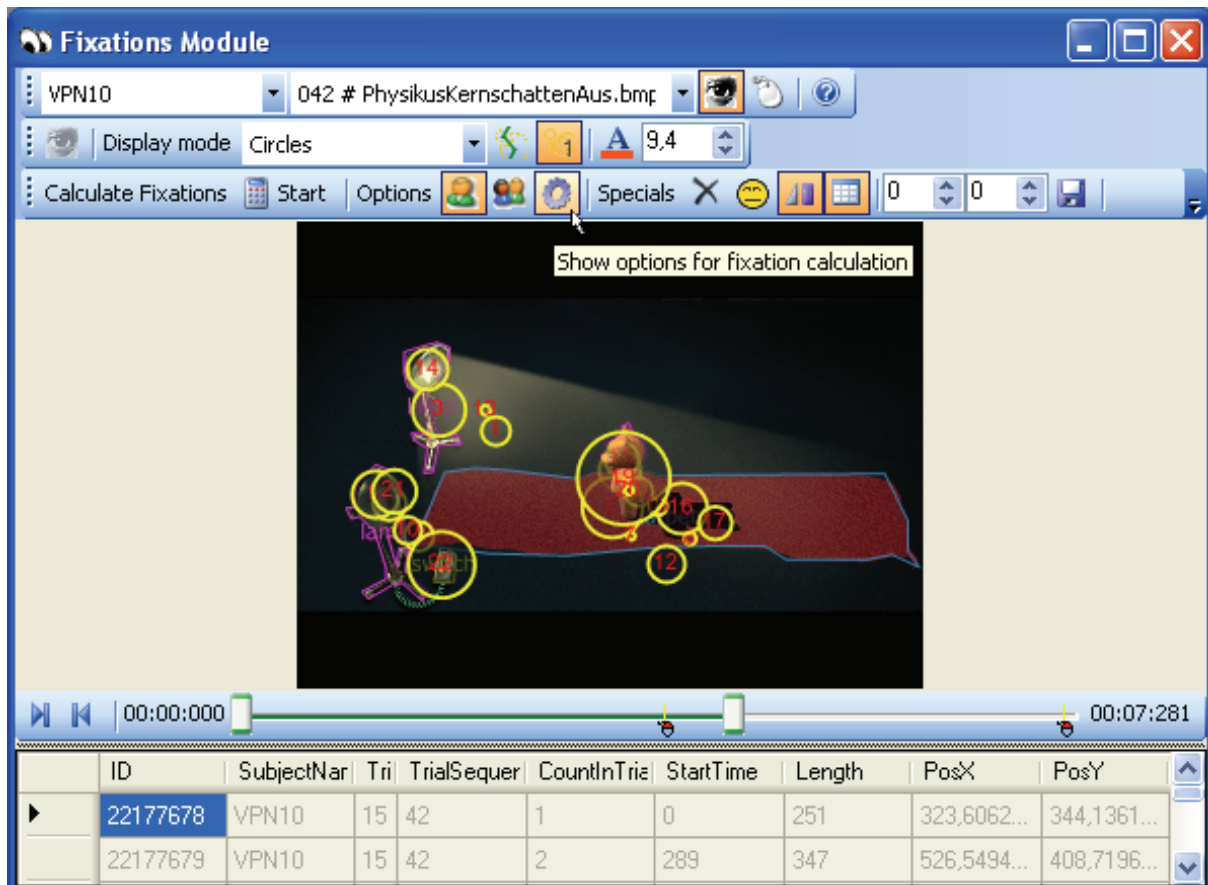 Fixations Module
VPN10 042 # PhysikusKernschattenAus.bmp
Display mode Circles 1 A 9,4
Calculate Fixations Start Options Specials 0 0
Show options for fixation calculation
14
3 13
1
21 19
10 16 17
switch 12
00:00:000 00:07:281
ID SubjectNar Tri TrialSequer CountInTria StartTime Length PosX PosY
22177678 VPN10 15 42 1 0 251 323,6062... 344,1361...
22177679 VPN10 15 42 2 289 347 526,5494... 408,7196...